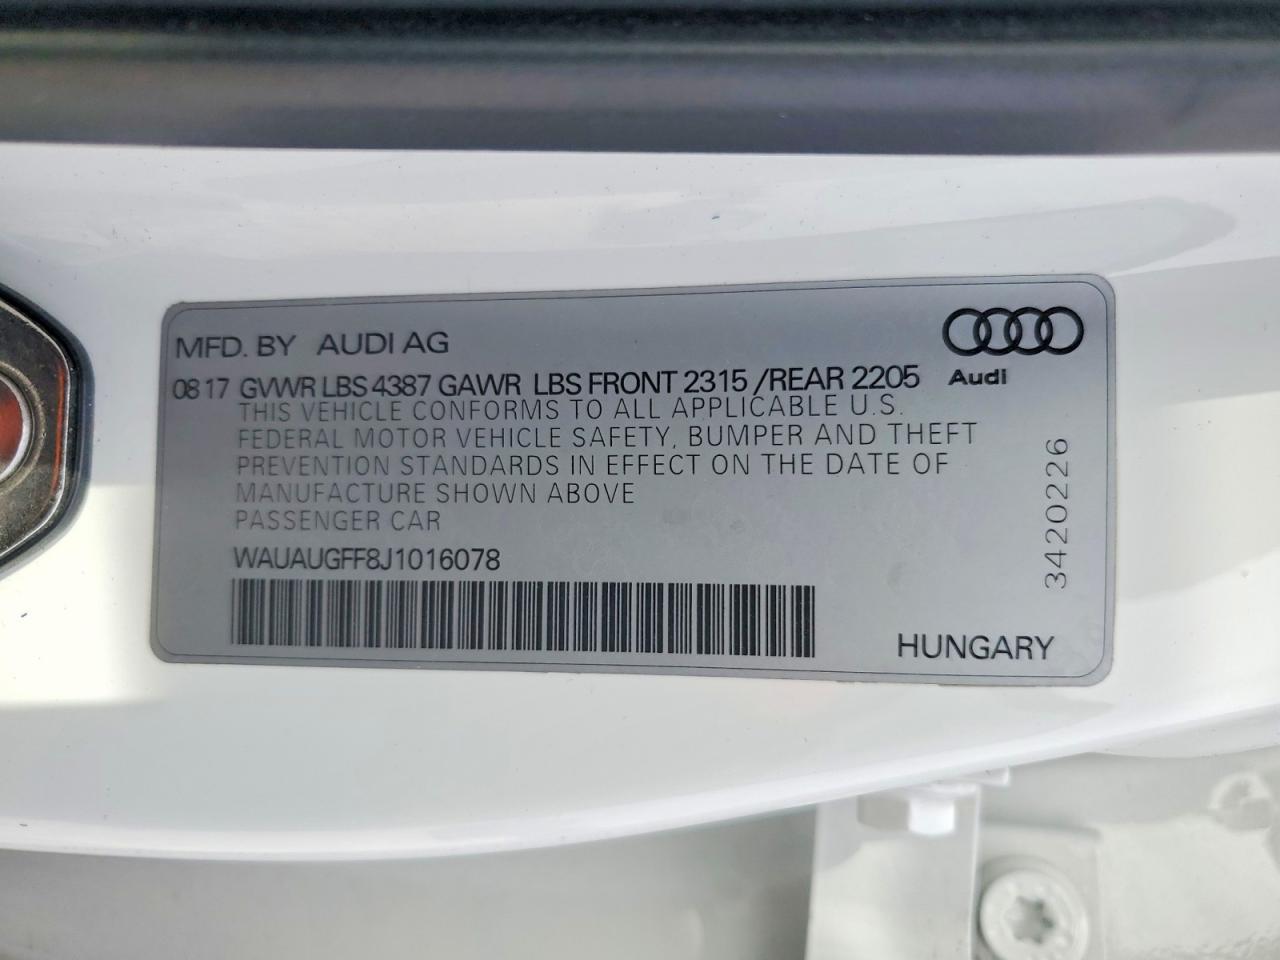 MFD. BY AUDI AG
08 17 GVWR LBS 4387 GAWR LBS FRONT 2315 /REAR 2205
Audi
THIS VEHICLE CONFORMS TO ALL APPLICABLE U.S.
FEDERAL MOTOR VEHICLE SAFETY, BUMPER AND THEFT
PREVENTION STANDARDS IN EFFECT ON THE DATE OF
MANUFACTURE SHOWN ABOVE
PASSENGER CAR
WAUAUGFF8J1016078
3420226
HUNGARY